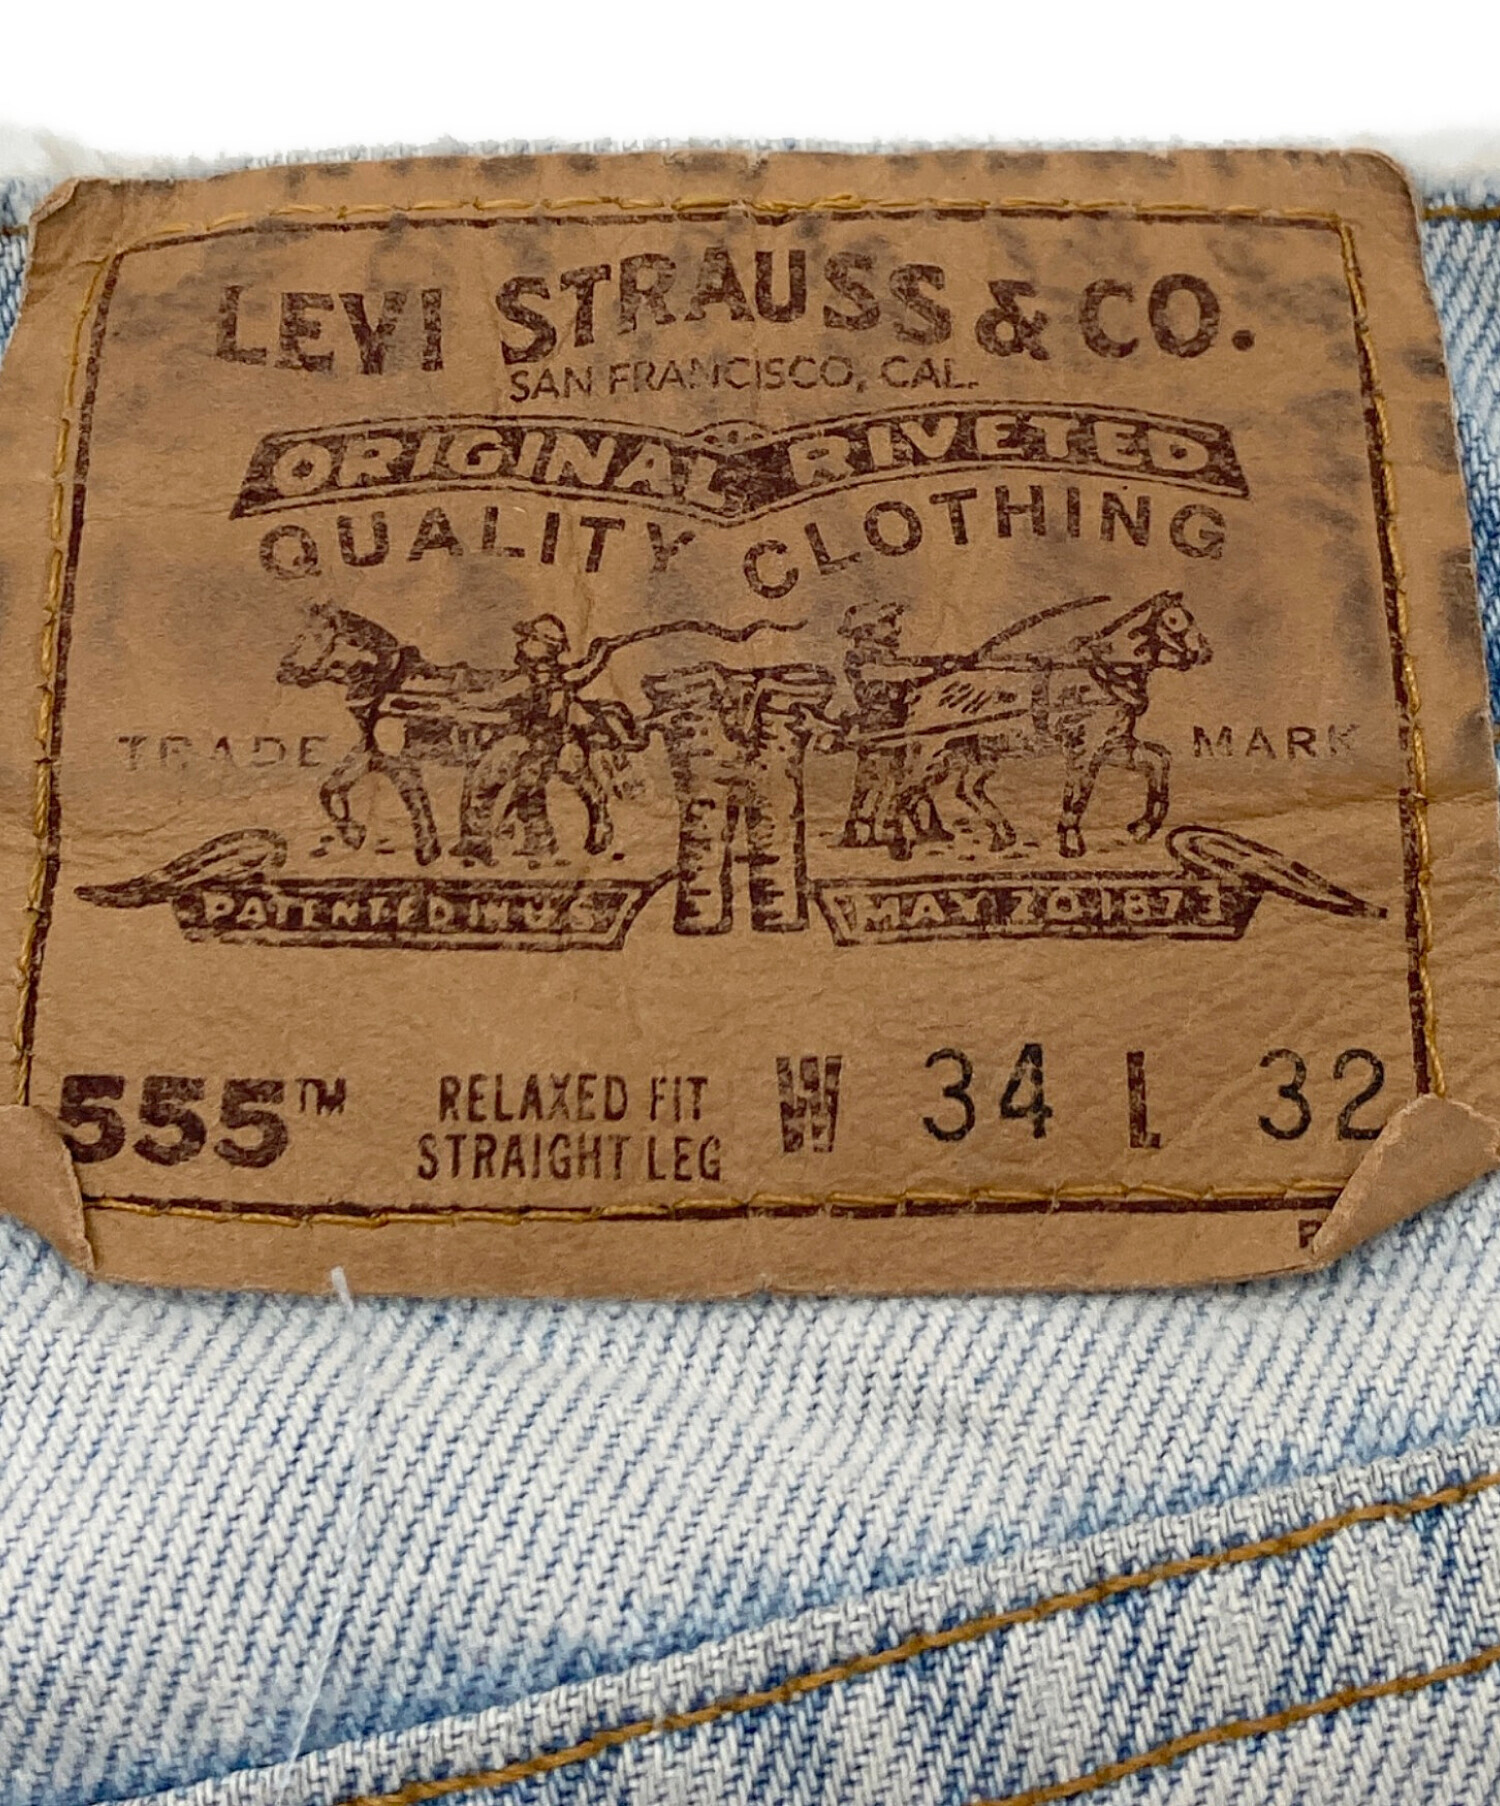 LEVI STRAUSS & CO.
SAN FRANCISCO, CAL.
ORIGINAL RIVETED
QUALITY CLOTHING
TRADE MARK
PATENTED IN U.S. MAY 20 1873
555™ RELAXED FIT STRAIGHT LEG W 34 L 32